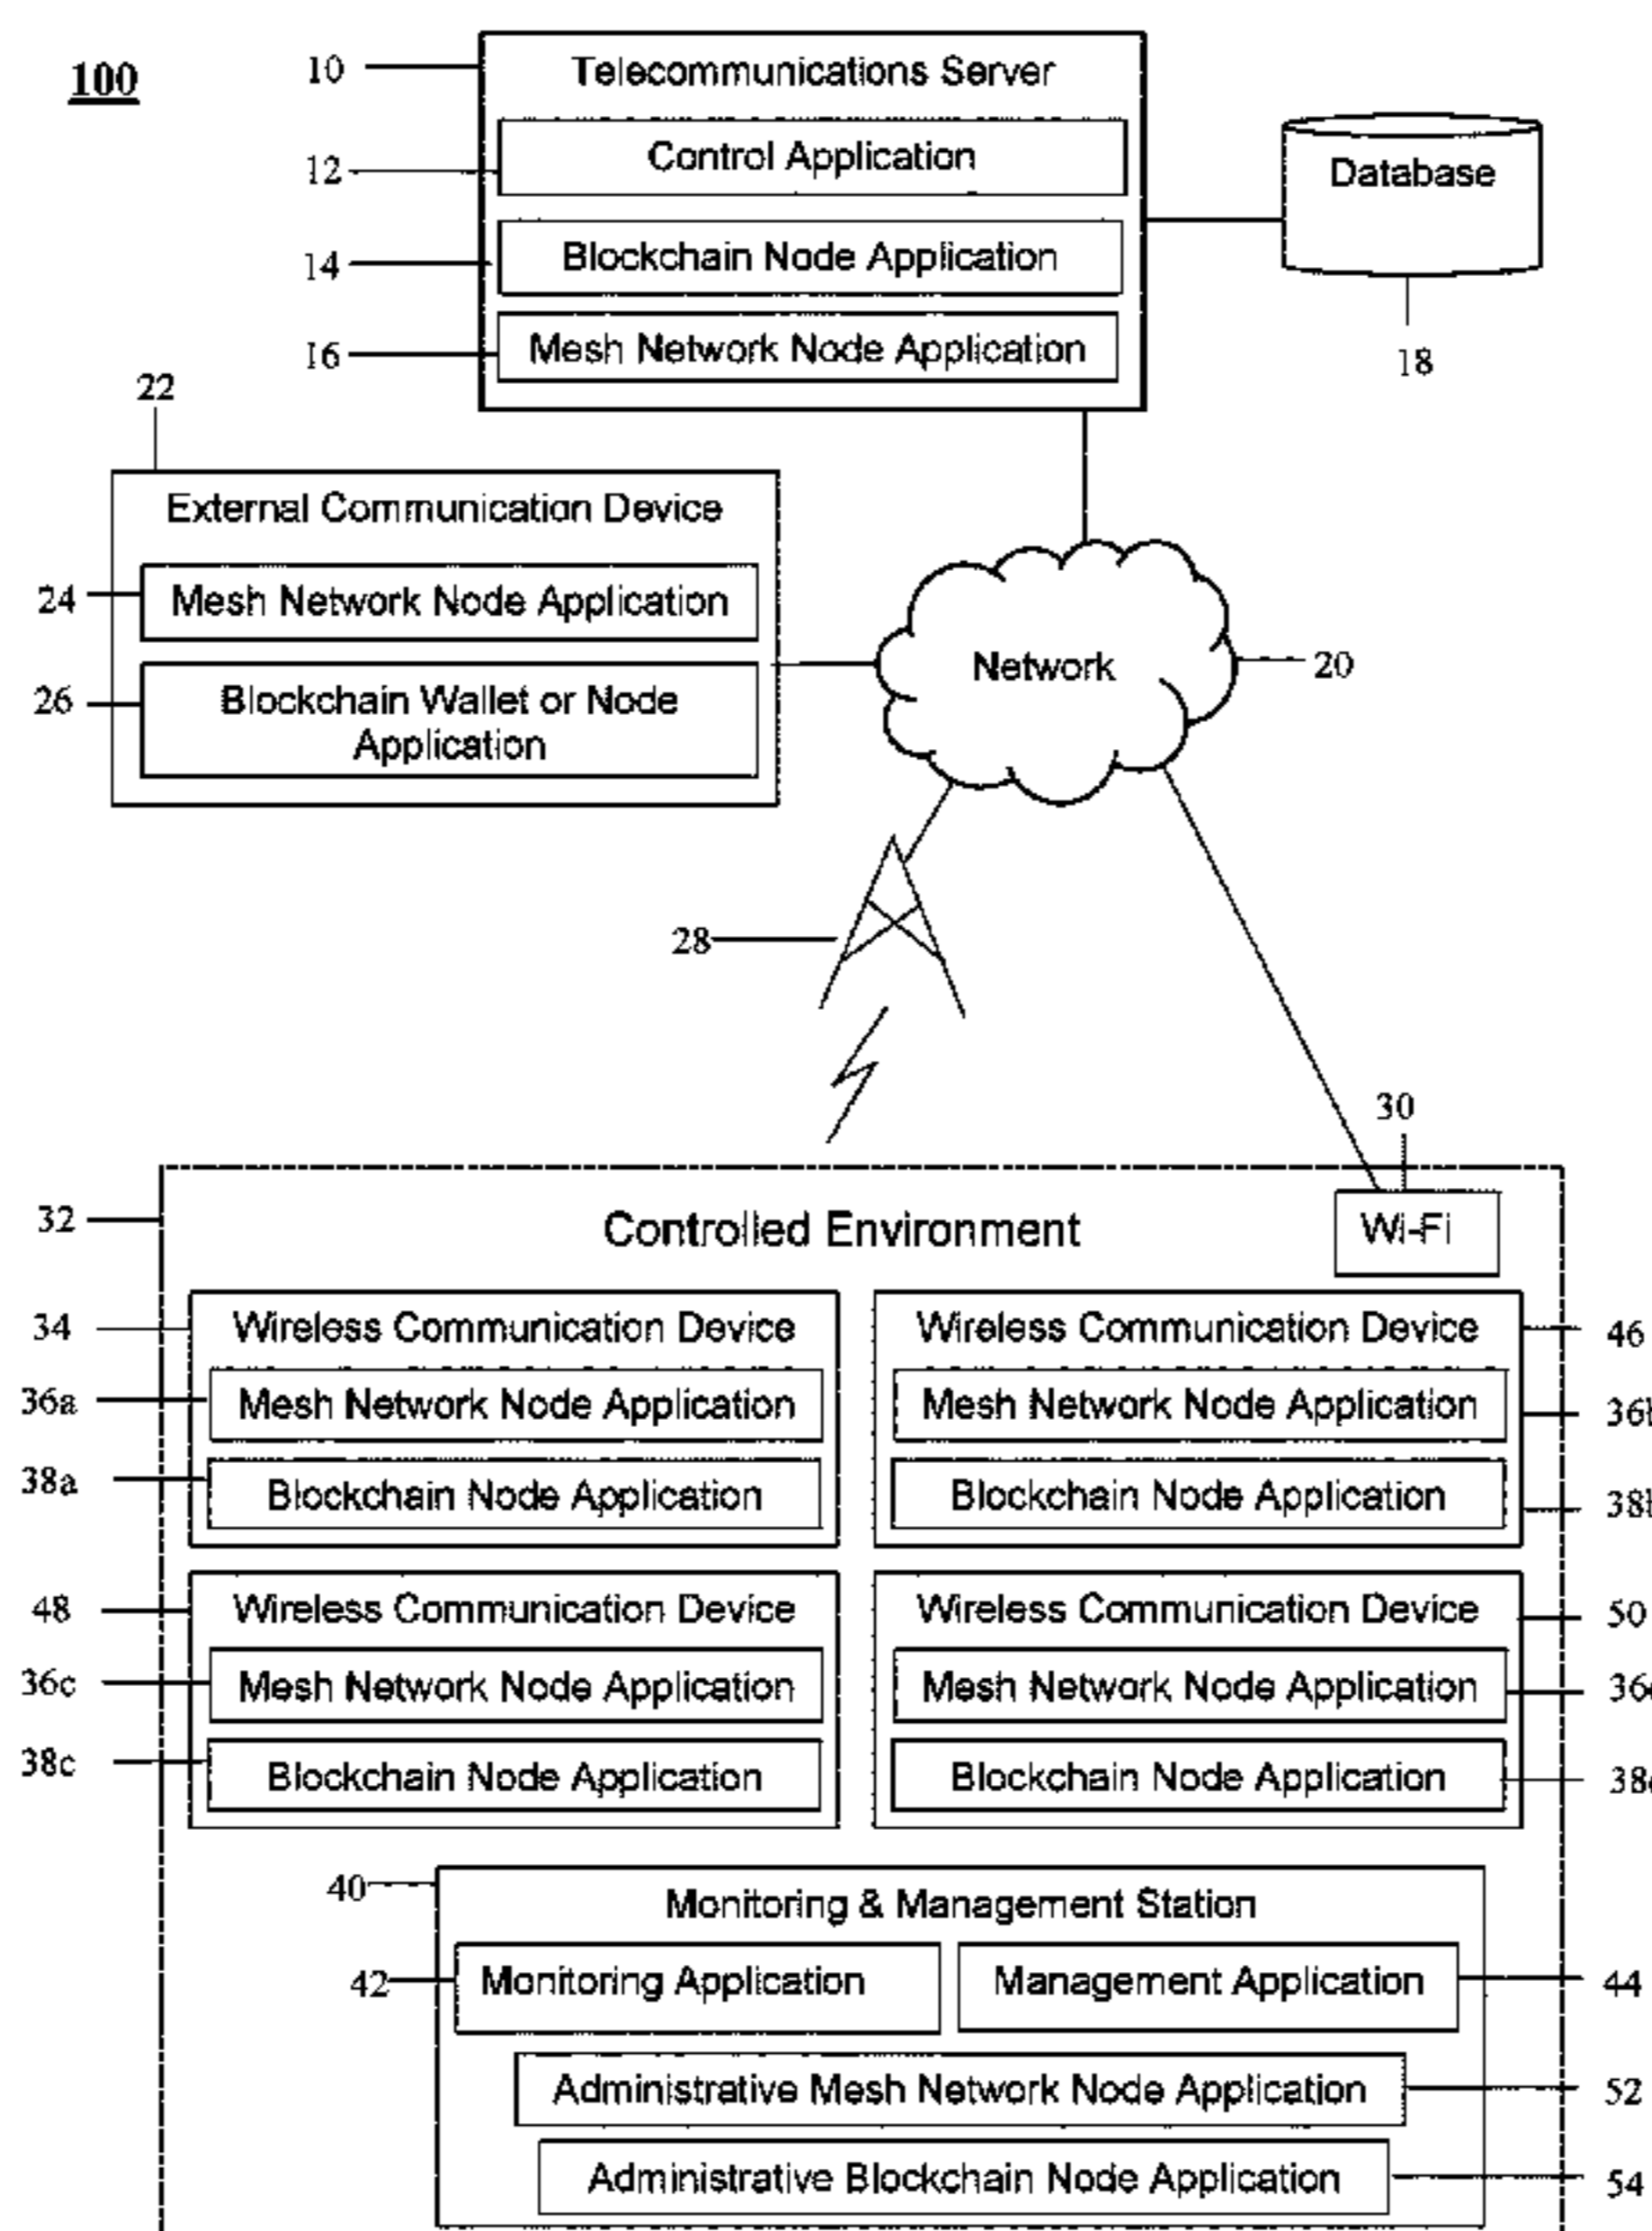 100
10
Telecommunications Server
12
Control Application
14
Blockchain Node Application
16
Mesh Network Node Application
Database
18
22
External Communication Device
24
Mesh Network Node Application
26
Blockchain Wallet or Node
Application
Network
20
28
30
32
Controlled Environment
Wi-Fi
34
Wireless Communication Device
36a
Mesh Network Node Application
38a
Blockchain Node Application
Wireless Communication Device
46
Mesh Network Node Application
Blockchain Node Application
48
Wireless Communication Device
36c
Mesh Network Node Application
38c
Blockchain Node Application
Wireless Communication Device
50
Mesh Network Node Application
Blockchain Node Application
40
Monitoring & Management Station
42
Monitoring Application
Management Application
44
Administrative Mesh Network Node Application
52
Administrative Blockchain Node Application
54